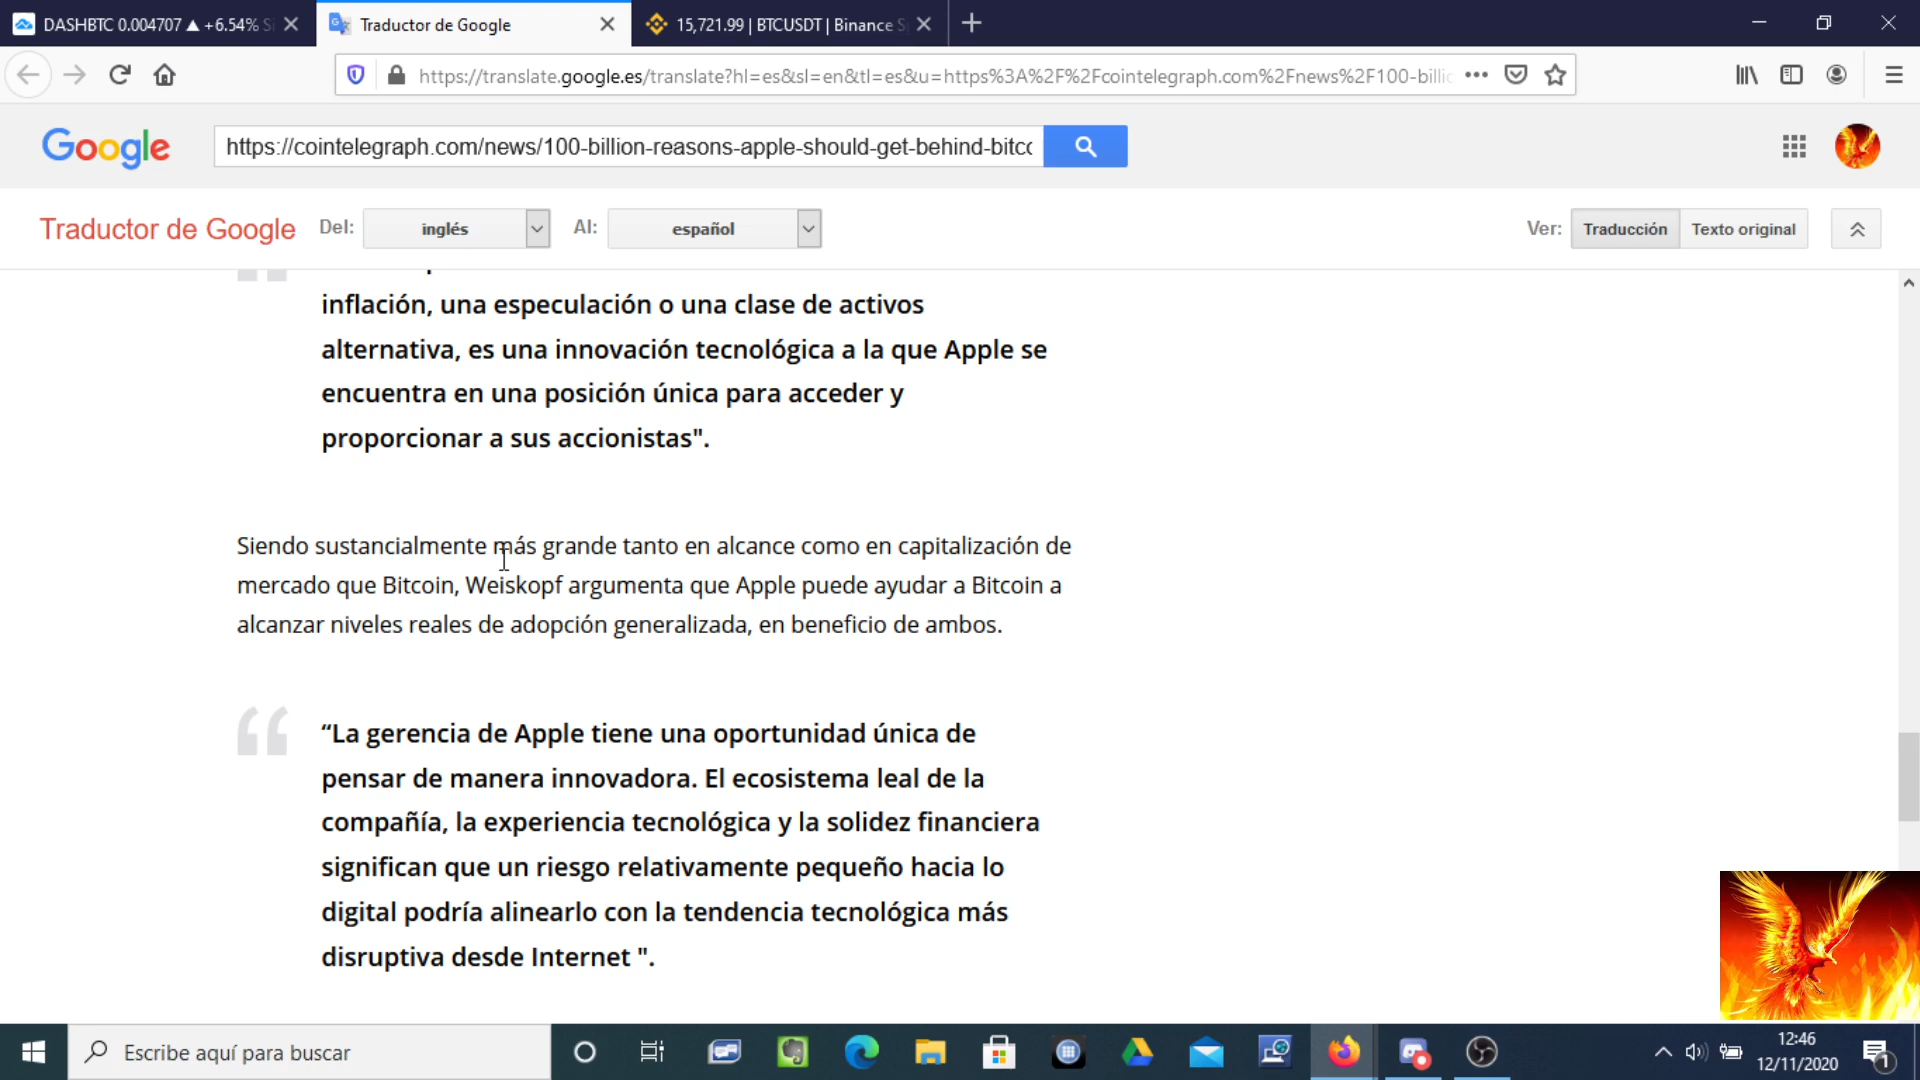 DASHBTC 0.004707 ▲ +6.54%
Traductor de Google
15,721.99 | BTCUSDT | Binance
https://translate.google.es/translate?hl=es&sl=en&tl=es&u=https%3A%2F%2Fcointelegraph.com%2Fnews%2F100-billic
Google
https://cointelegraph.com/news/100-billion-reasons-apple-should-get-behind-bitcc
Traductor de Google Del: inglés Al: español Ver: Traducción Texto original
inflación, una especulación o una clase de activos
alternativa, es una innovación tecnológica a la que Apple se
encuentra en una posición única para acceder y
proporcionar a sus accionistas".
Siendo sustancialmente más grande tanto en alcance como en capitalización de
mercado que Bitcoin, Weiskopf argumenta que Apple puede ayudar a Bitcoin a
alcanzar niveles reales de adopción generalizada, en beneficio de ambos.
“La gerencia de Apple tiene una oportunidad única de
pensar de manera innovadora. El ecosistema leal de la
compañía, la experiencia tecnológica y la solidez financiera
significan que un riesgo relativamente pequeño hacia lo
digital podría alinearlo con la tendencia tecnológica más
disruptiva desde Internet ".
Escribe aquí para buscar
12:46
12/11/2020
1